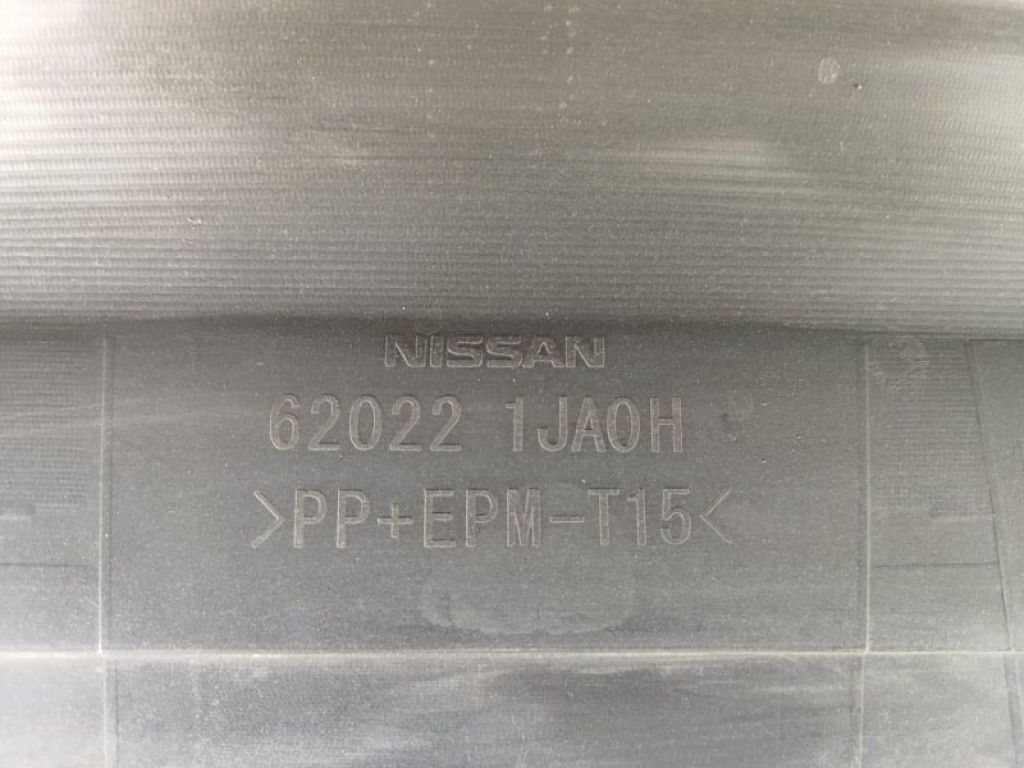 NISSAN
62022 1JA0H
>PP+EPM-T15<